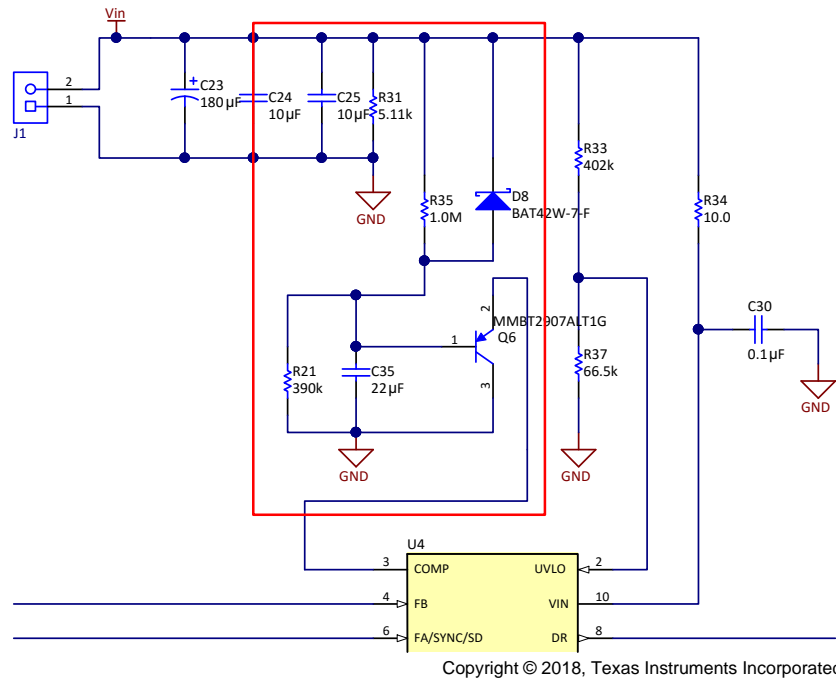 Vin
2
1
J1
C23
180µF
C24
10µF
C25
10µF
R31
5.11k
GND
R35
1.0M
D8
BAT42W-7-F
R33
402k
R34
10.0
2
MMBT2907ALT1G
1
Q6
3
R21
390k
C35
22µF
GND
R37
66.5k
GND
C30
0.1µF
GND
U4
3
COMP
UVLO
2
4
FB
VIN
10
6
FA/SYNC/SD
DR
8
Copyright © 2018, Texas Instruments Incorporated